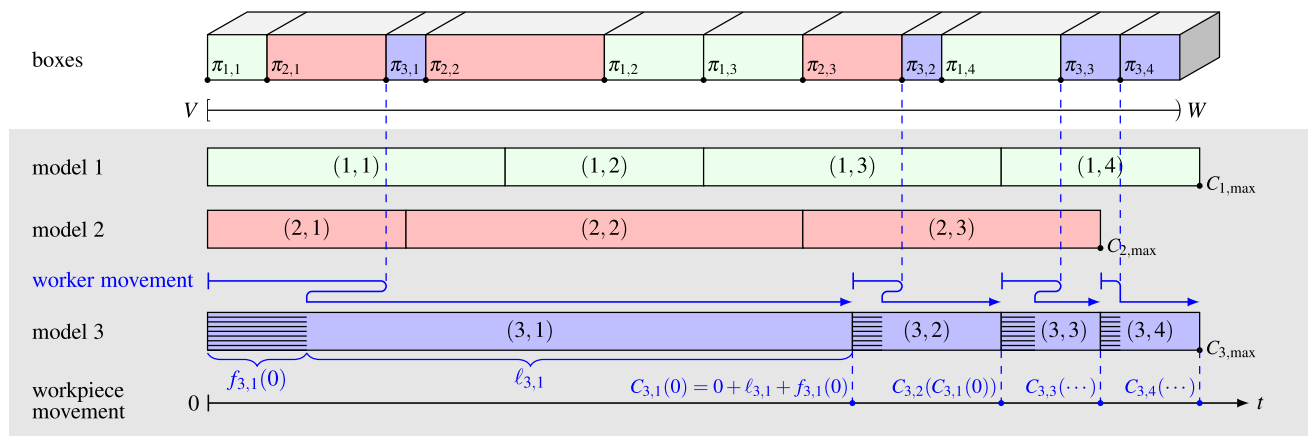 boxes
π1,1 π2,1 π3,1 π2,2 π1,2 π1,3 π2,3 π3,2 π1,4 π3,3 π3,4
V [ ) W
model 1 (1, 1) (1, 2) (1, 3) (1, 4) C1,max
model 2 (2, 1) (2, 2) (2, 3) C2,max
worker movement
model 3 (3, 1) (3, 2) (3, 3) (3, 4) C3,max
f3,1(0) ℓ3,1 C3,1(0) = 0 + ℓ3,1 + f3,1(0) C3,2(C3,1(0)) C3,3(⋯) C3,4(⋯)
workpiece
movement 0 t